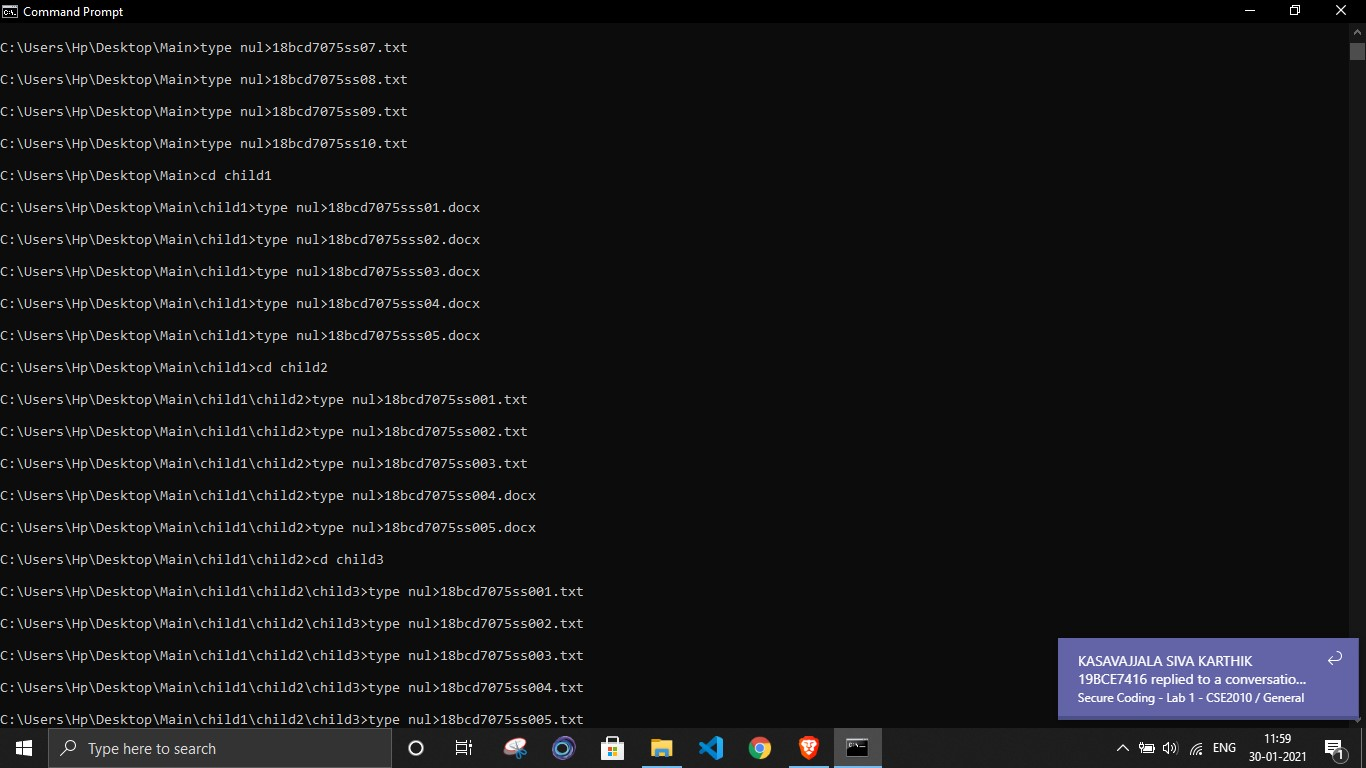 Command Prompt
C:\Users\Hp\Desktop\Main>type nul>18bcd7075ss07.txt
C:\Users\Hp\Desktop\Main>type nul>18bcd7075ss08.txt
C:\Users\Hp\Desktop\Main>type nul>18bcd7075ss09.txt
C:\Users\Hp\Desktop\Main>type nul>18bcd7075ss10.txt
C:\Users\Hp\Desktop\Main>cd child1
C:\Users\Hp\Desktop\Main\child1>type nul>18bcd7075sss01.docx
C:\Users\Hp\Desktop\Main\child1>type nul>18bcd7075sss02.docx
C:\Users\Hp\Desktop\Main\child1>type nul>18bcd7075sss03.docx
C:\Users\Hp\Desktop\Main\child1>type nul>18bcd7075sss04.docx
C:\Users\Hp\Desktop\Main\child1>type nul>18bcd7075sss05.docx
C:\Users\Hp\Desktop\Main\child1>cd child2
C:\Users\Hp\Desktop\Main\child1\child2>type nul>18bcd7075ss001.txt
C:\Users\Hp\Desktop\Main\child1\child2>type nul>18bcd7075ss002.txt
C:\Users\Hp\Desktop\Main\child1\child2>type nul>18bcd7075ss003.txt
C:\Users\Hp\Desktop\Main\child1\child2>type nul>18bcd7075ss004.docx
C:\Users\Hp\Desktop\Main\child1\child2>type nul>18bcd7075ss005.docx
C:\Users\Hp\Desktop\Main\child1\child2>cd child3
C:\Users\Hp\Desktop\Main\child1\child2\child3>type nul>18bcd7075ss001.txt
C:\Users\Hp\Desktop\Main\child1\child2\child3>type nul>18bcd7075ss002.txt
C:\Users\Hp\Desktop\Main\child1\child2\child3>type nul>18bcd7075ss003.txt
C:\Users\Hp\Desktop\Main\child1\child2\child3>type nul>18bcd7075ss004.txt
C:\Users\Hp\Desktop\Main\child1\child2\child3>type nul>18bcd7075ss005.txt
KASAVAJJALA SIVA KARTHIK
19BCE7416 replied to a conversatio...
Secure Coding - Lab 1 - CSE2010 / General
Type here to search
ENG
11:59
30-01-2021
1